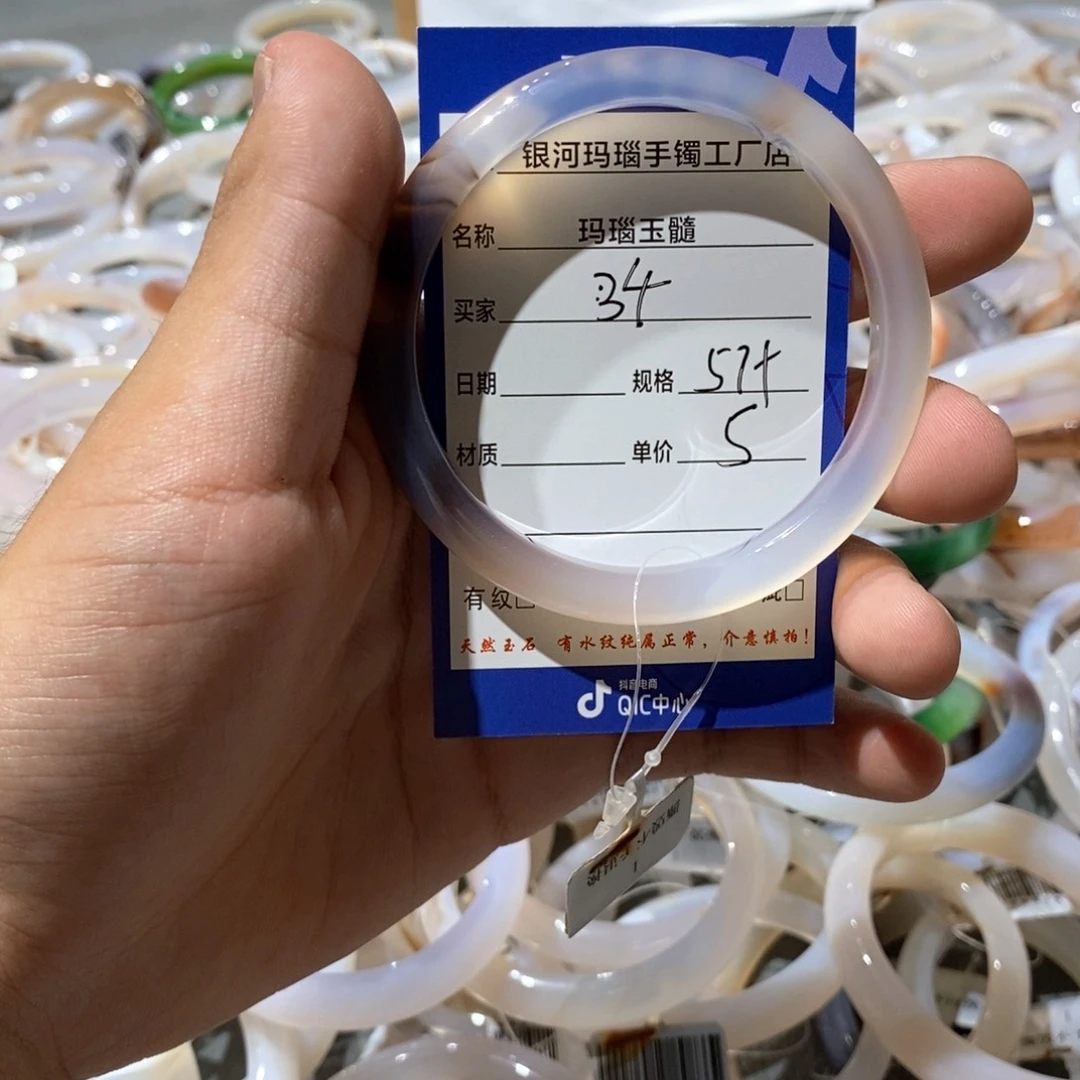 银河玛瑙手镯工厂店
名称 玛瑙玉髓
买家 34
日期 规格 57+
材质 单价 5
有纹□ □
天然玉石 有水纹纯属正常，介意慎拍！
抖音电商
QIC中心